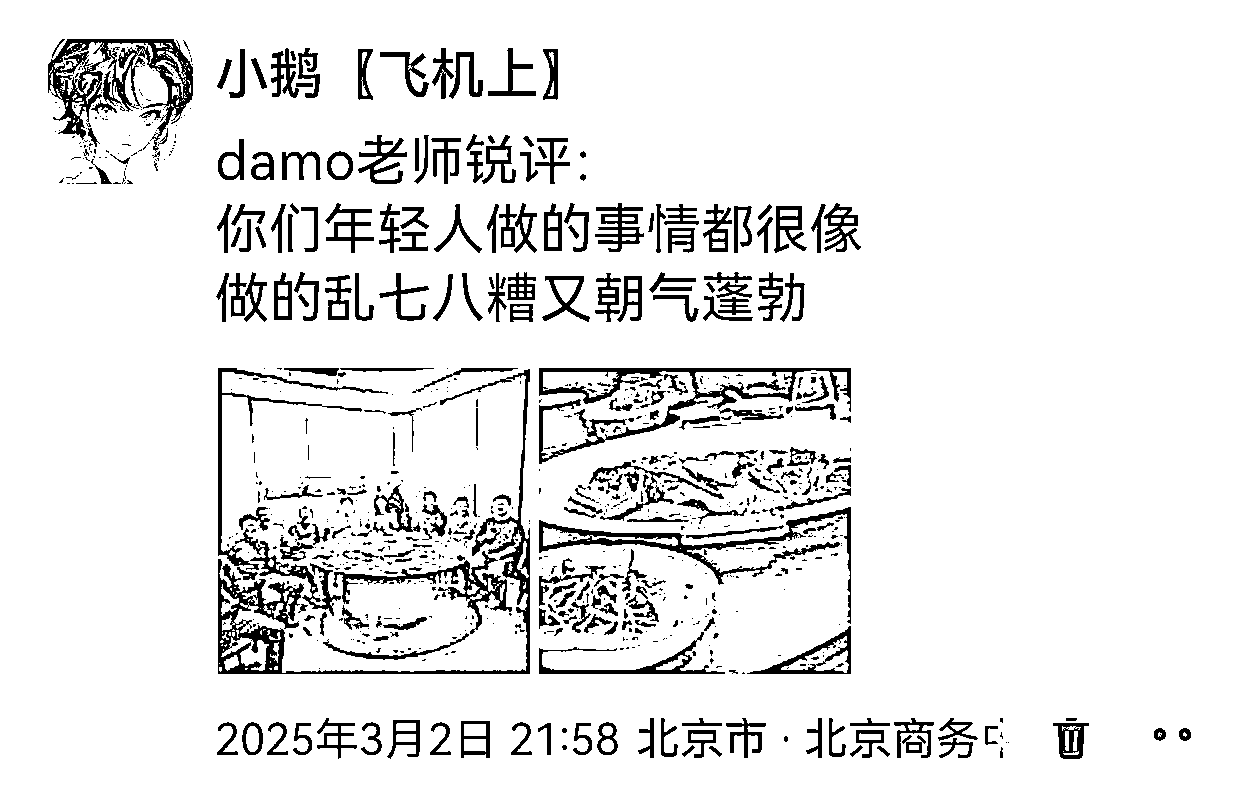 小鹅〖飞机上〗
damo老师锐评:
你们年轻人做的事情都很像
做的乱七八糟又朝气蓬勃
2025年3月2日 21:58 北京市 · 北京商务